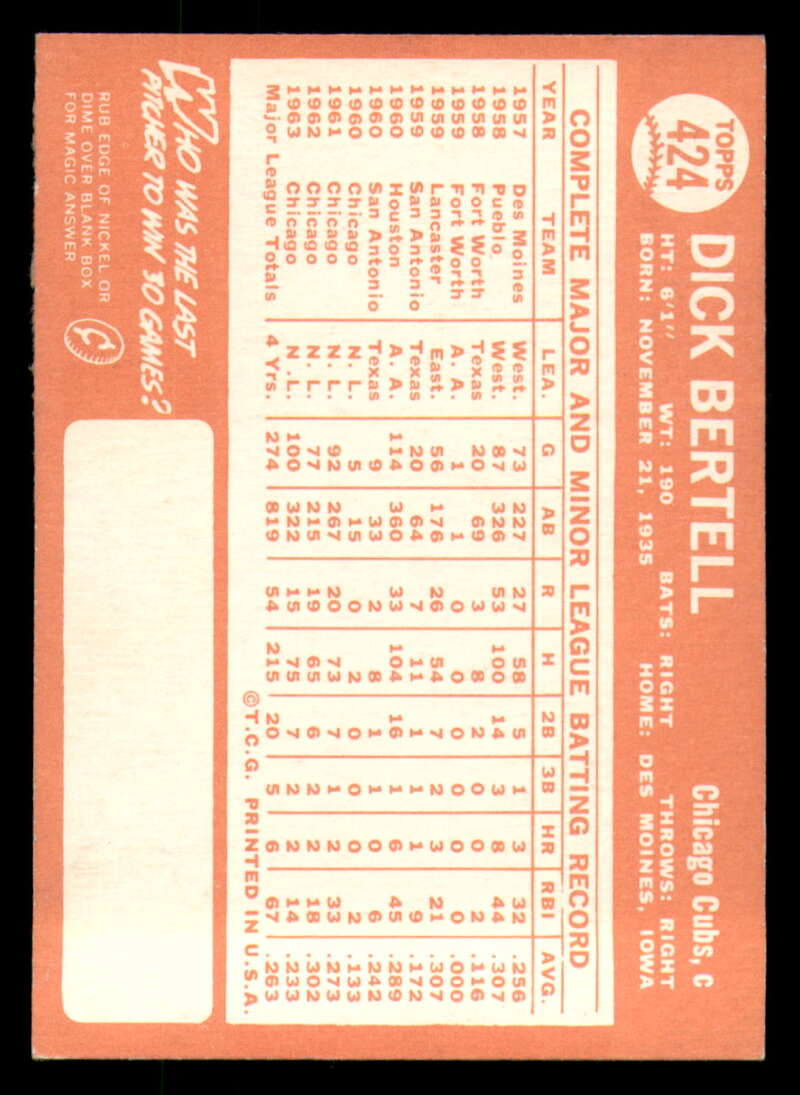 TOPPS
424
DICK BERTELL
Chicago Cubs, c
HT: 6'1" WT: 190 BATS: RIGHT THROWS: RIGHT
BORN: NOVEMBER 21, 1935 HOME: DES MOINES, IOWA
COMPLETE MAJOR AND MINOR LEAGUE BATTING RECORD
YEAR TEAM LEA. G AB R H 2B 3B HR RBI AVG.
1957 Des Moines West. 73 227 27 58 5 1 3 32 .256
1958 Pueblo West. 87 326 53 100 14 3 8 44 .307
1958 Fort Worth Texas 20 69 3 8 2 0 0 2 .116
1959 Fort Worth A. A. 1 1 0 0 0 0 0 0 .000
1959 Lancaster East. 56 176 26 54 7 2 3 21 .307
1959 San Antonio Texas 20 64 7 11 1 1 1 9 .172
1960 Houston A. A. 114 360 33 104 16 1 6 45 .289
1960 San Antonio Texas 9 33 2 8 1 1 0 6 .242
1960 Chicago N. L. 5 15 0 2 0 0 0 2 .133
1961 Chicago N. L. 92 267 20 73 7 1 2 33 .273
1962 Chicago N. L. 77 215 19 65 6 2 2 18 .302
1963 Chicago N. L. 100 322 15 75 7 2 2 14 .233
Major League Totals 4 Yrs. 274 819 54 215 20 5 6 67 .263
©T.C.G. PRINTED IN U.S.A.
WHO WAS THE LAST
PITCHER TO WIN 30 GAMES?
RUB EDGE OF NICKEL OR
DIME OVER BLANK BOX
FOR MAGIC ANSWER